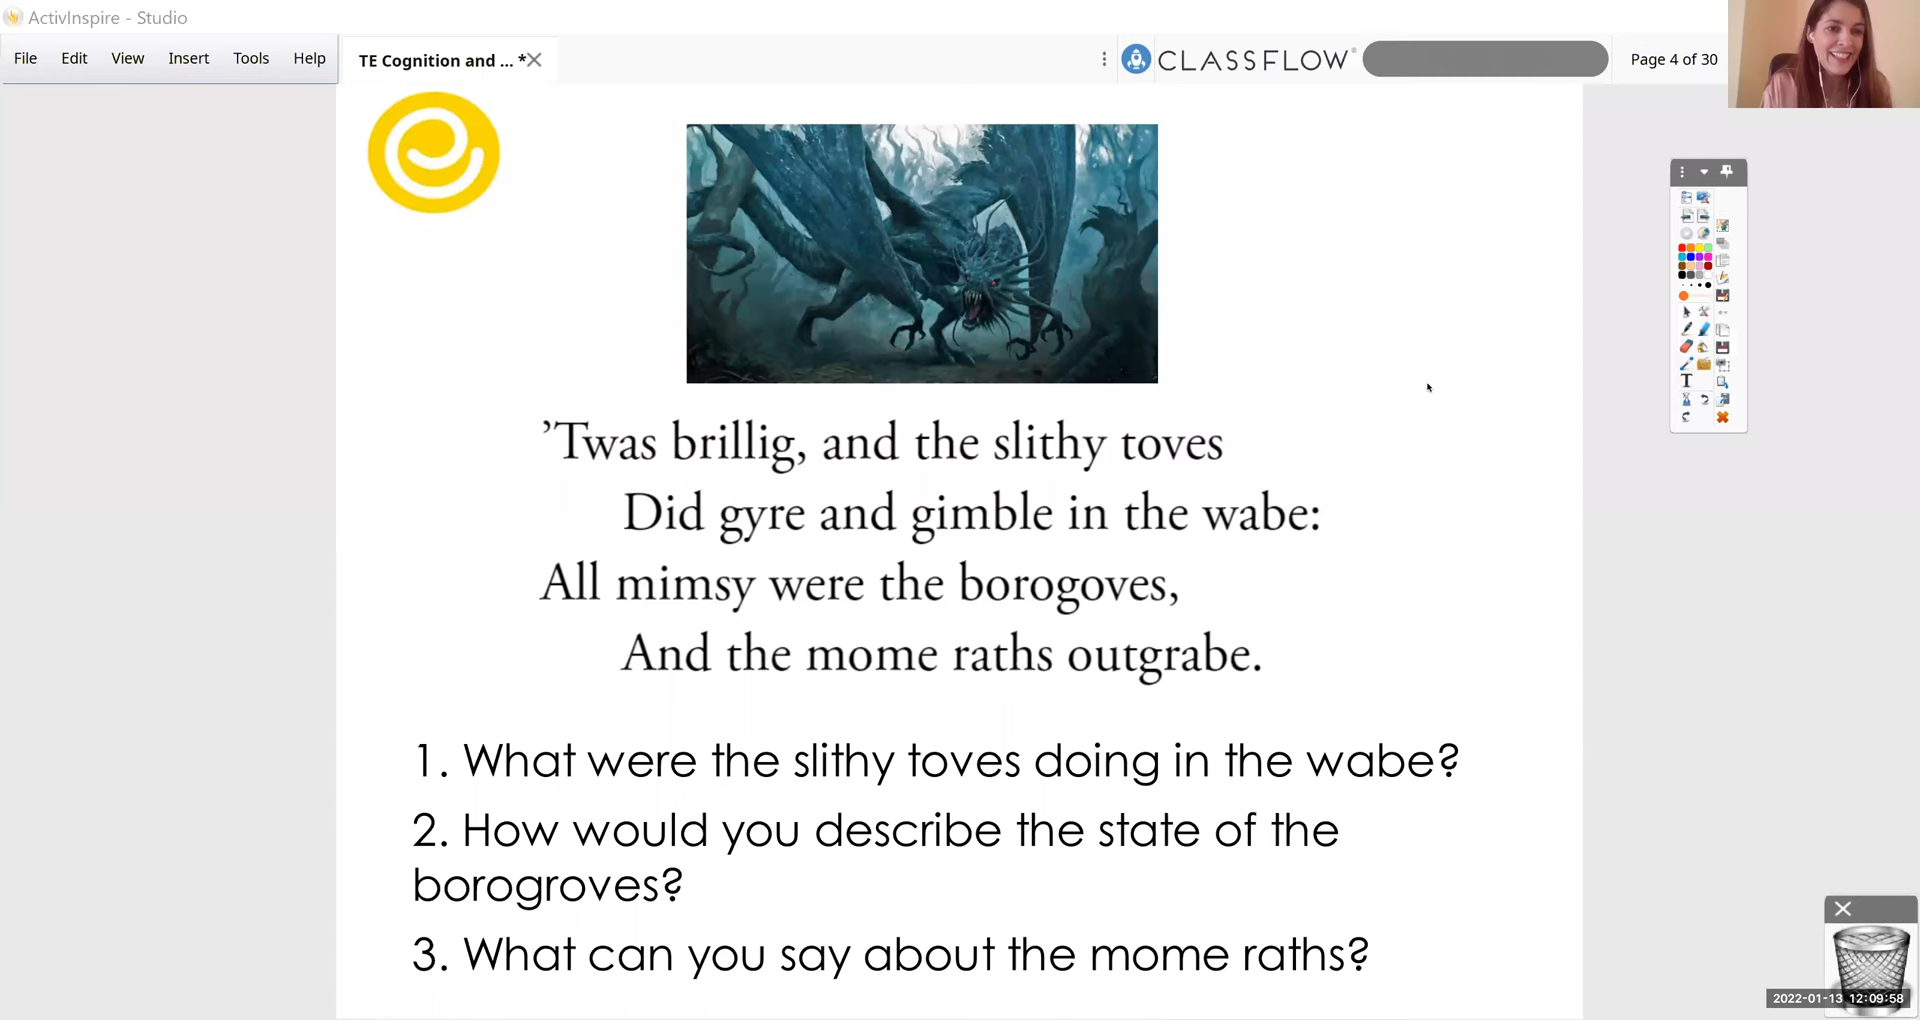 ActivInspire - Studio
File Edit View Insert Tools Help
TE Cognition and ... *
CLASSFLOW
Page 4 of 30
’Twas brillig, and the slithy toves
Did gyre and gimble in the wabe:
All mimsy were the borogoves,
And the mome raths outgrabe.
1. What were the slithy toves doing in the wabe?
2. How would you describe the state of the
borogroves?
3. What can you say about the mome raths?
T
2022-01-13 12:09:58